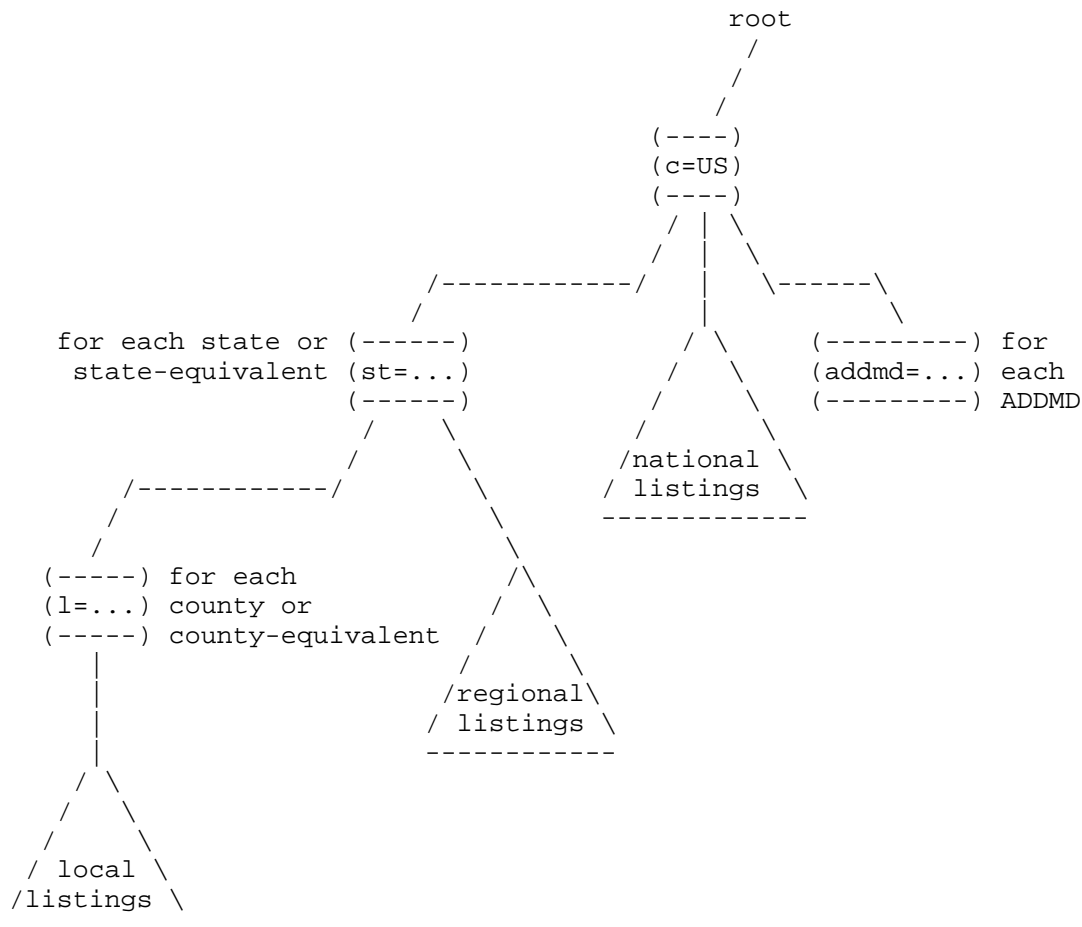 root
/
/
/
(----)
(c=US)
(----)
/ | \
/ | \
/------------/ | \------\
/ | \
for each state or (------) / \ (---------) for
state-equivalent (st=...) / \ (addmd=...) each
(------) / \ (---------) ADDMD
/ \ / \
/ \ /national \
/------------/ \ / listings \
/ \ -------------
/ \
(-----) for each /\
(l=...) county or / \
(-----) county-equivalent / \
| / \
| /regional\
| / listings \
| ------------
/ \
/ \
/ \
/ local \
/listings \